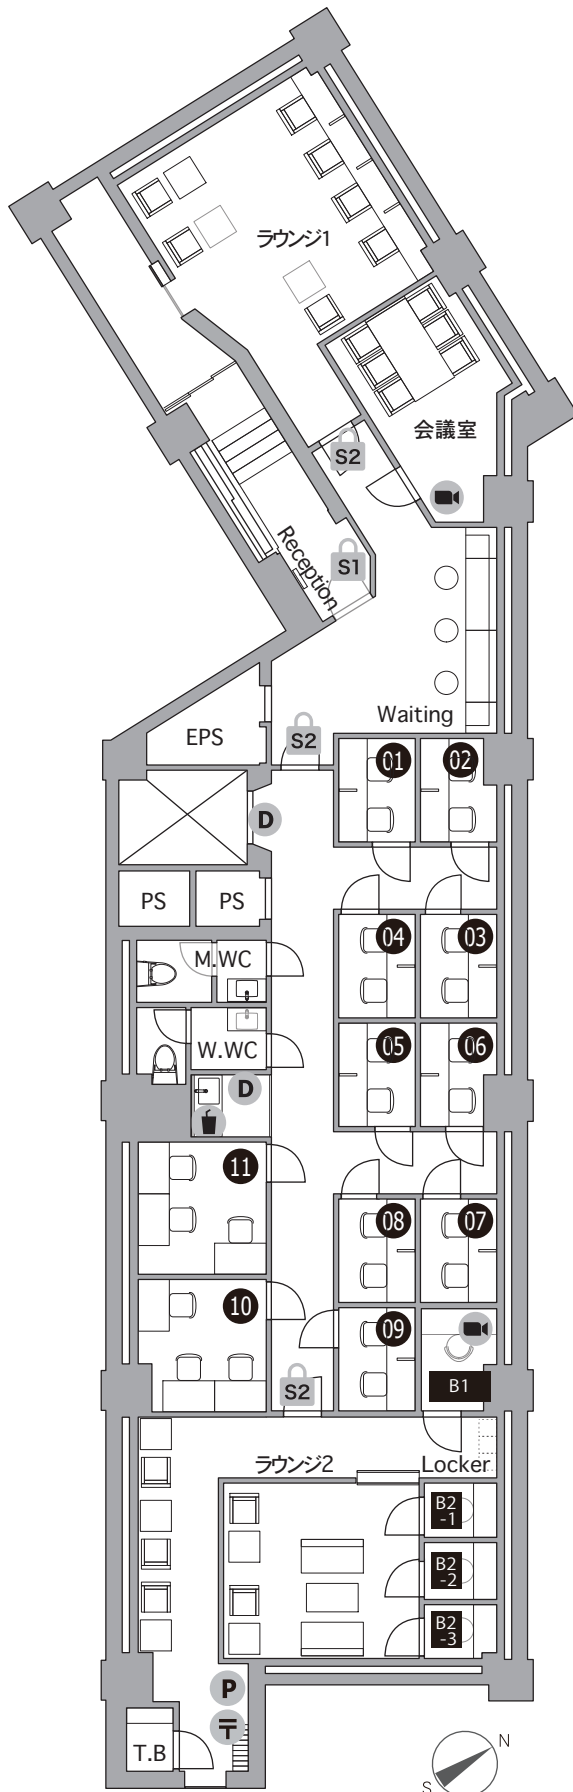 ラウンジ1
会議室
S2
S1
Reception
Waiting
EPS
S2
01
02
D
PS
PS
04
03
M.WC
W.WC
05
06
D
11
08
07
10
09
S2
B1
ラウンジ2
Locker
B2
-1
B2
-2
B2
-3
P
〒
T.B
N
S